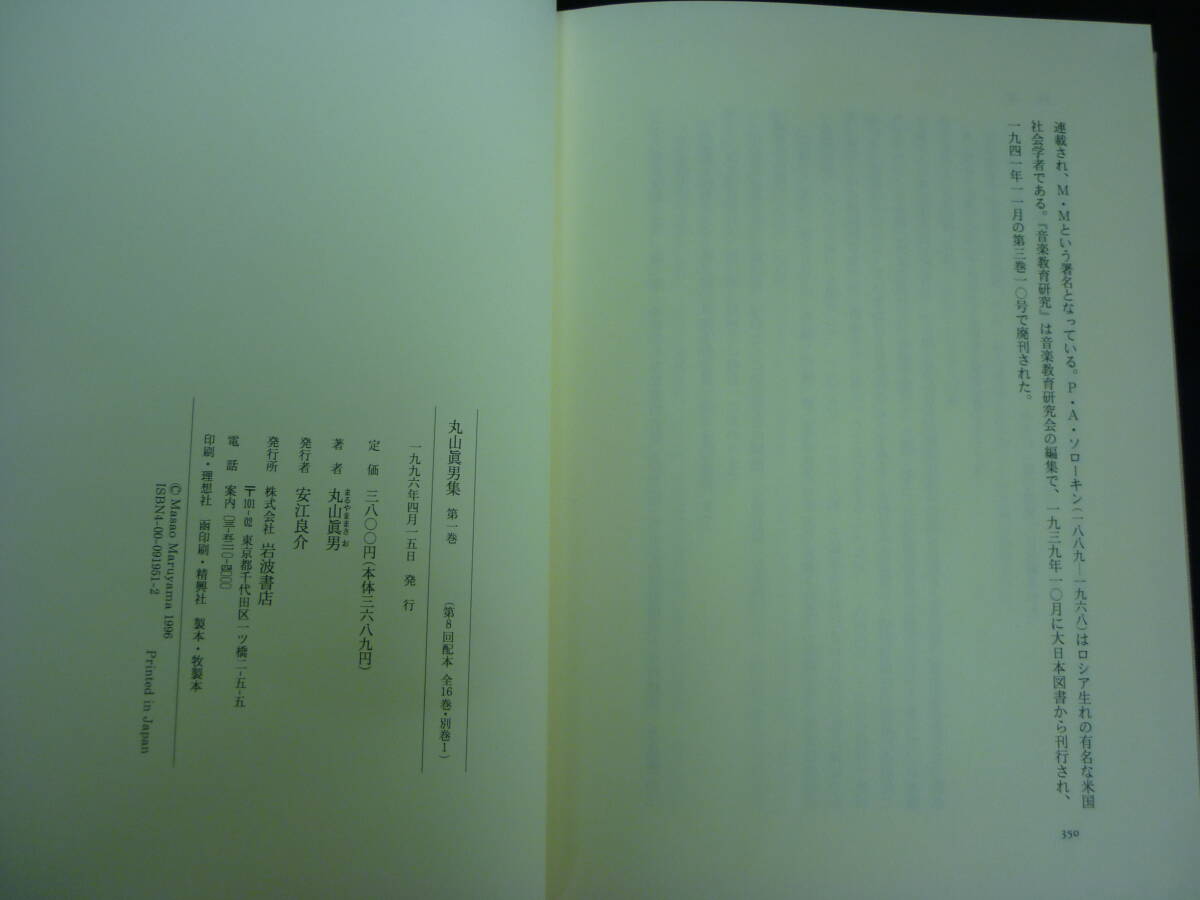 連載され、M・Mという署名となっている。P・A・ソローキン(一八八九―一九六八)はロシア生れの有名な米国
社会学者である。『音楽教育研究』は音楽教育研究会の編集で、一九三九年一〇月に大日本図書から刊行され、
一九四一年一一月の第三巻一〇号で廃刊された。
350
丸山眞男集 第一巻
(第8回配本 全16巻・別巻1)
一九九六年四月一五日 発行
定価 三八〇〇円(本体三六八九円)
著者 丸山眞男
まるやままさお
発行者 安江良介
発行所 株式会社 岩波書店
〒101-02 東京都千代田区一ツ橋二-五-五
電話 案内
印刷・理想社 函印刷・精興社 製本・牧製本
© Masao Maruyama 1996
ISBN4-00-091951-2
Printed in Japan